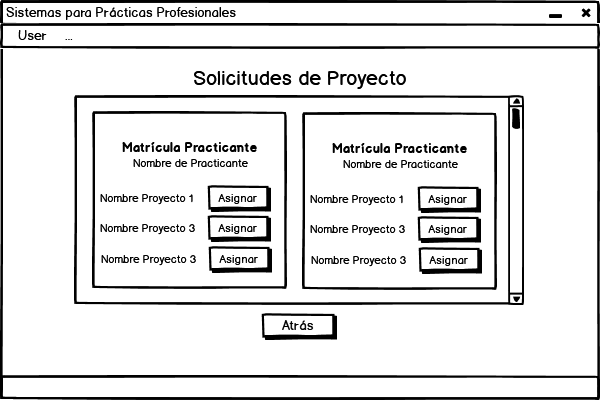 Sistemas para Prácticas Profesionales
User ...
Solicitudes de Proyecto
Matrícula Practicante
Nombre de Practicante
Nombre Proyecto 1 Asignar
Nombre Proyecto 3 Asignar
Nombre Proyecto 3 Asignar
Matrícula Practicante
Nombre de Practicante
Nombre Proyecto 1 Asignar
Nombre Proyecto 3 Asignar
Nombre Proyecto 3 Asignar
Atrás